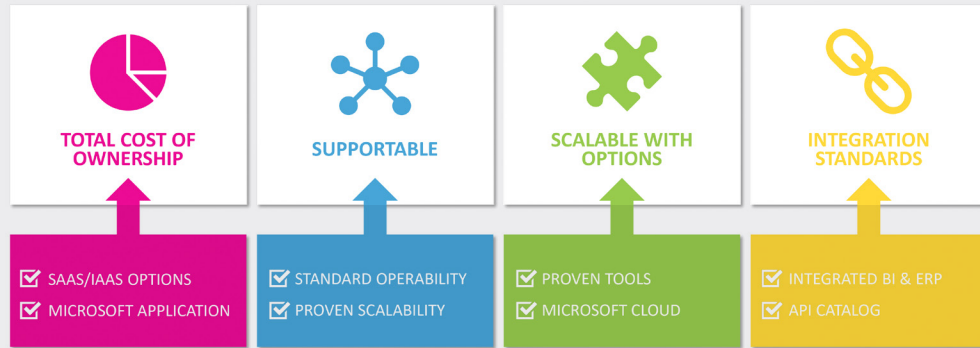 TOTAL COST OF
OWNERSHIP
SUPPORTABLE
SCALABLE WITH
OPTIONS
INTEGRATION
STANDARDS
SAAS/IAAS OPTIONS
MICROSOFT APPLICATION
STANDARD OPERABILITY
PROVEN SCALABILITY
PROVEN TOOLS
MICROSOFT CLOUD
INTEGRATED BI & ERP
API CATALOG